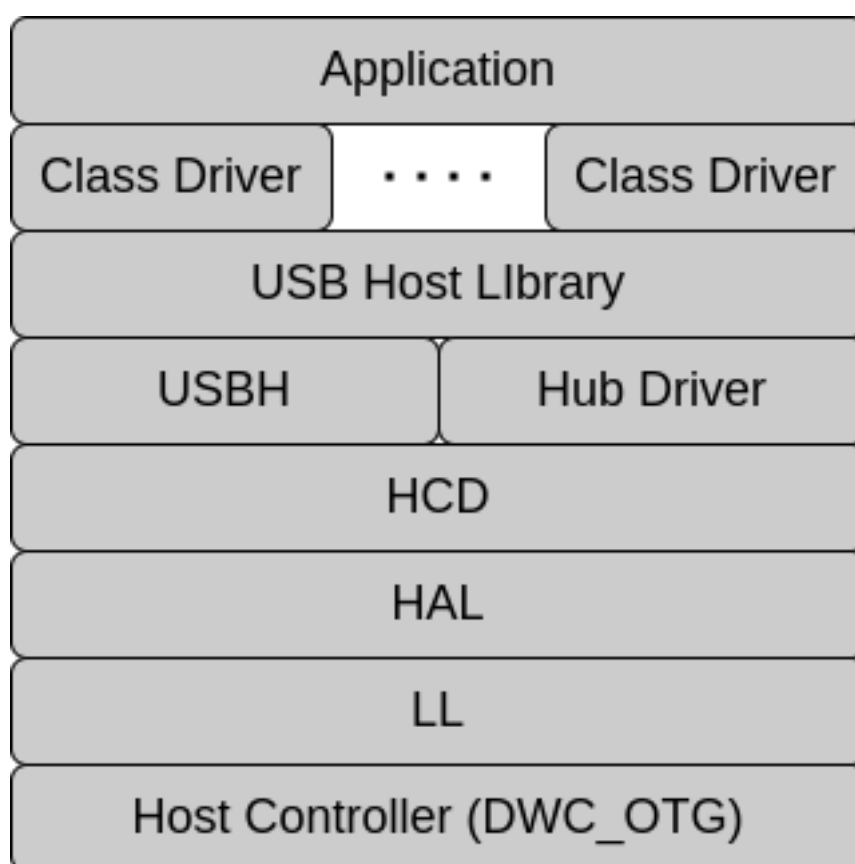 Application
Class Driver .... Class Driver
USB Host LIbrary
USBH Hub Driver
HCD
HAL
LL
Host Controller (DWC_OTG)